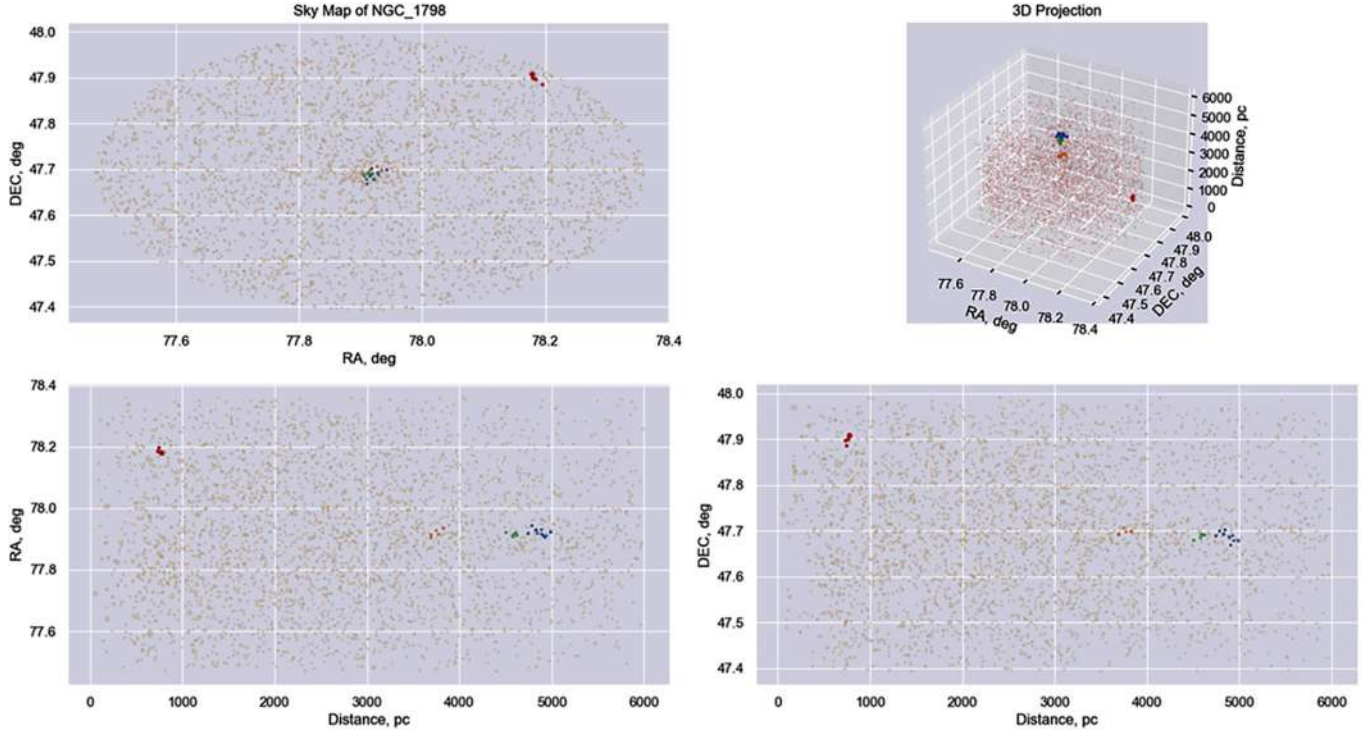 Sky Map of NGC_1798
48.0
47.9
47.8
47.7
47.6
47.5
47.4
DEC, deg
77.6 77.8 78.0 78.2 78.4
RA, deg
3D Projection
6000
5000
4000
3000
2000
1000
0
Distance, pc
48.0
47.9
47.8
47.7
47.6
47.5
47.4
DEC, deg
77.6 77.8 78.0 78.2 78.4
RA, deg
78.4
78.2
78.0
77.8
77.6
RA, deg
0 1000 2000 3000 4000 5000 6000
Distance, pc
48.0
47.9
47.8
47.7
47.6
47.5
47.4
DEC, deg
0 1000 2000 3000 4000 5000 6000
Distance, pc